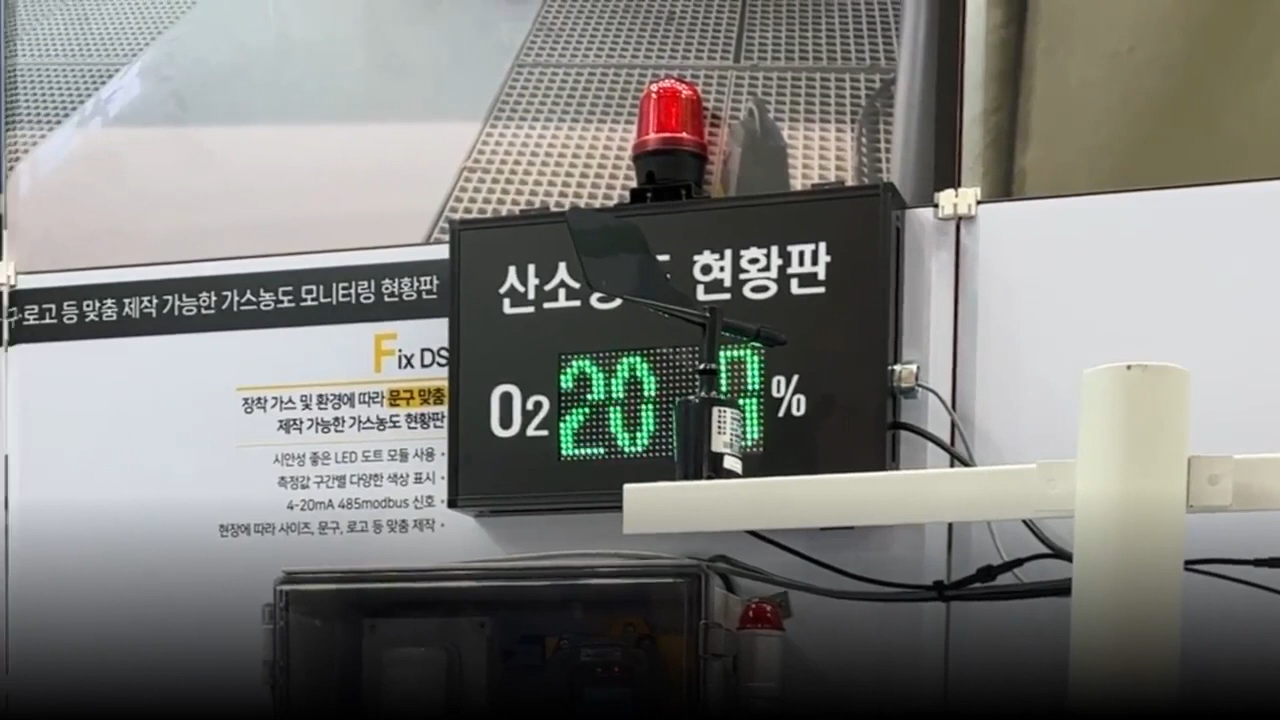 로고 등 맞춤 제작 가능한 가스농도 모니터링 현황판
Fix DS
장착 가스 및 환경에 따라 문구 맞춤
제작 가능한 가스농도 현황판
시안성 좋은 LED 도트 모듈 사용
측정값 구간별 다양한 색상 표시
4-20mA 485modbus 신호
현장에 따라 사이즈, 문구, 로고 등 맞춤 제작
산소 현황판
O2 20 %